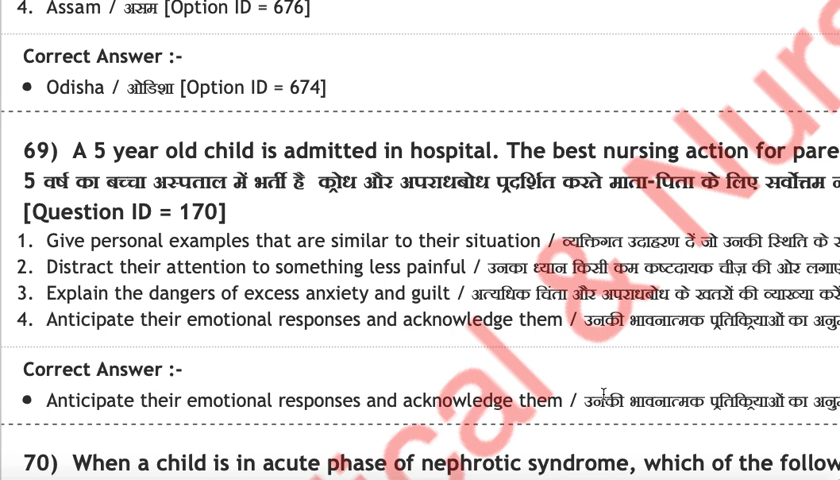 4. Assam / असम [Option ID = 676]
Correct Answer :-
• Odisha / ओडिशा [Option ID = 674]
69) A 5 year old child is admitted in hospital. The best nursing action for pare
5 वर्ष का बच्चा अस्पताल में भर्ती है क्रोध और अपराधबोध प्रदर्शित करते माता-पिता के लिए सर्वोत्तम
[Question ID = 170]
1. Give personal examples that are similar to their situation / व्यक्तिगत उदाहरण दें जो उनकी स्थिति के
2. Distract their attention to something less painful / उनका ध्यान किसी कम कष्टदायक चीज़ की ओर लगाएं
3. Explain the dangers of excess anxiety and guilt / अत्यधिक चिंता और अपराधबोध के खतरों की व्याख्या करें
4. Anticipate their emotional responses and acknowledge them / उनकी भावनात्मक प्रतिक्रियाओं का
Correct Answer :-
• Anticipate their emotional responses and acknowledge them / उनकी भावनात्मक प्रतिक्रियाओं का
70) When a child is in acute phase of nephrotic syndrome, which of the follow
ical & Nurs